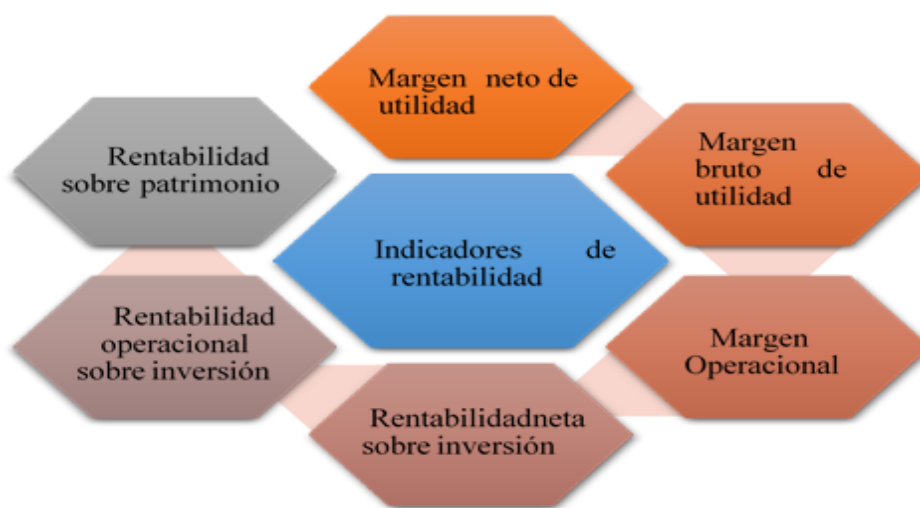 Margen neto de
utilidad
Margen
bruto de
utilidad
Margen
Operacional
Rentabilidadneta
sobre inversión
Rentabilidad
operacional
sobre inversión
Rentabilidad
sobre patrimonio
Indicadores de
rentabilidad